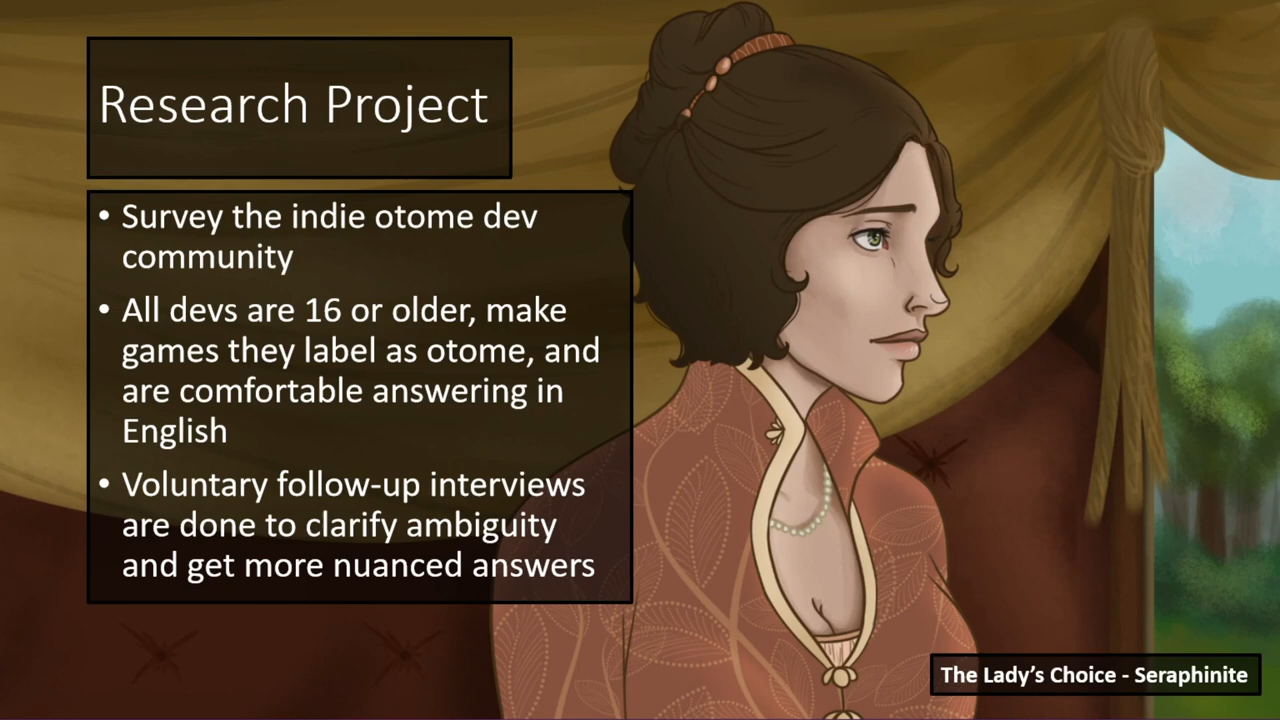 Research Project
• Survey the indie otome dev
community
• All devs are 16 or older, make
games they label as otome, and
are comfortable answering in
English
• Voluntary follow-up interviews
are done to clarify ambiguity
and get more nuanced answers
The Lady's Choice - Seraphinite